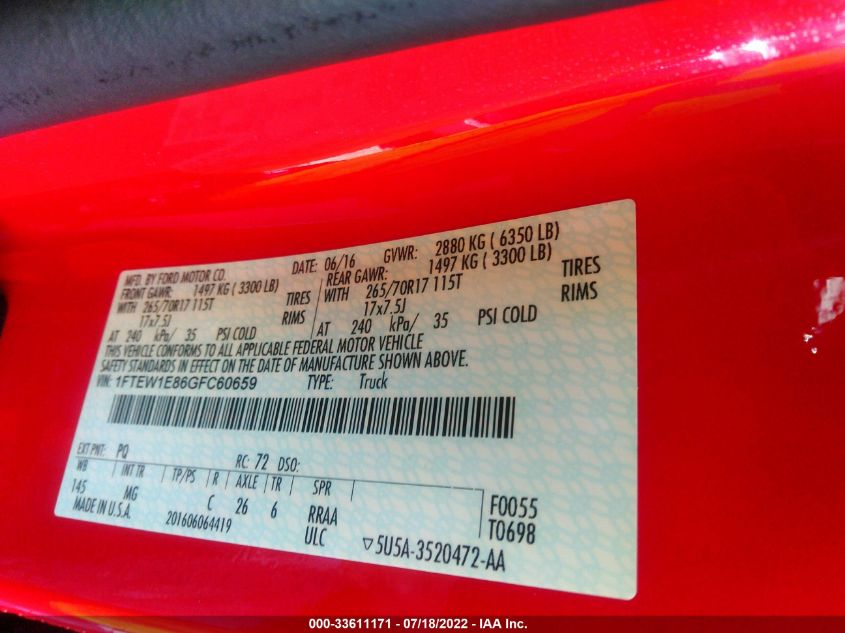 MFD. BY FORD MOTOR CO.
DATE: 06/16 GVWR: 2880 KG ( 6350 LB)
FRONT GAWR: 1497 KG ( 3300 LB)
REAR GAWR: 1497 KG ( 3300 LB)
WITH 265/70R17 115T TIRES
WITH 265/70R17 115T TIRES
17x7.5J RIMS
17x7.5J RIMS
AT 240 kPa/ 35 PSI COLD
AT 240 kPa/ 35 PSI COLD
THIS VEHICLE CONFORMS TO ALL APPLICABLE FEDERAL MOTOR VEHICLE
SAFETY STANDARDS IN EFFECT ON THE DATE OF MANUFACTURE SHOWN ABOVE.
VIN: 1FTEW1E86GFC60659 TYPE: Truck
EXT PNT: PQ RC: 72 DSO:
WB INT TR TP/PS R AXLE TR SPR
145 MG C 26 6 RRAA F0055
MADE IN U.S.A. 201606064419 ULC T0698
▽5U5A-3520472-AA
000-33611171 - 07/18/2022 - IAA Inc.